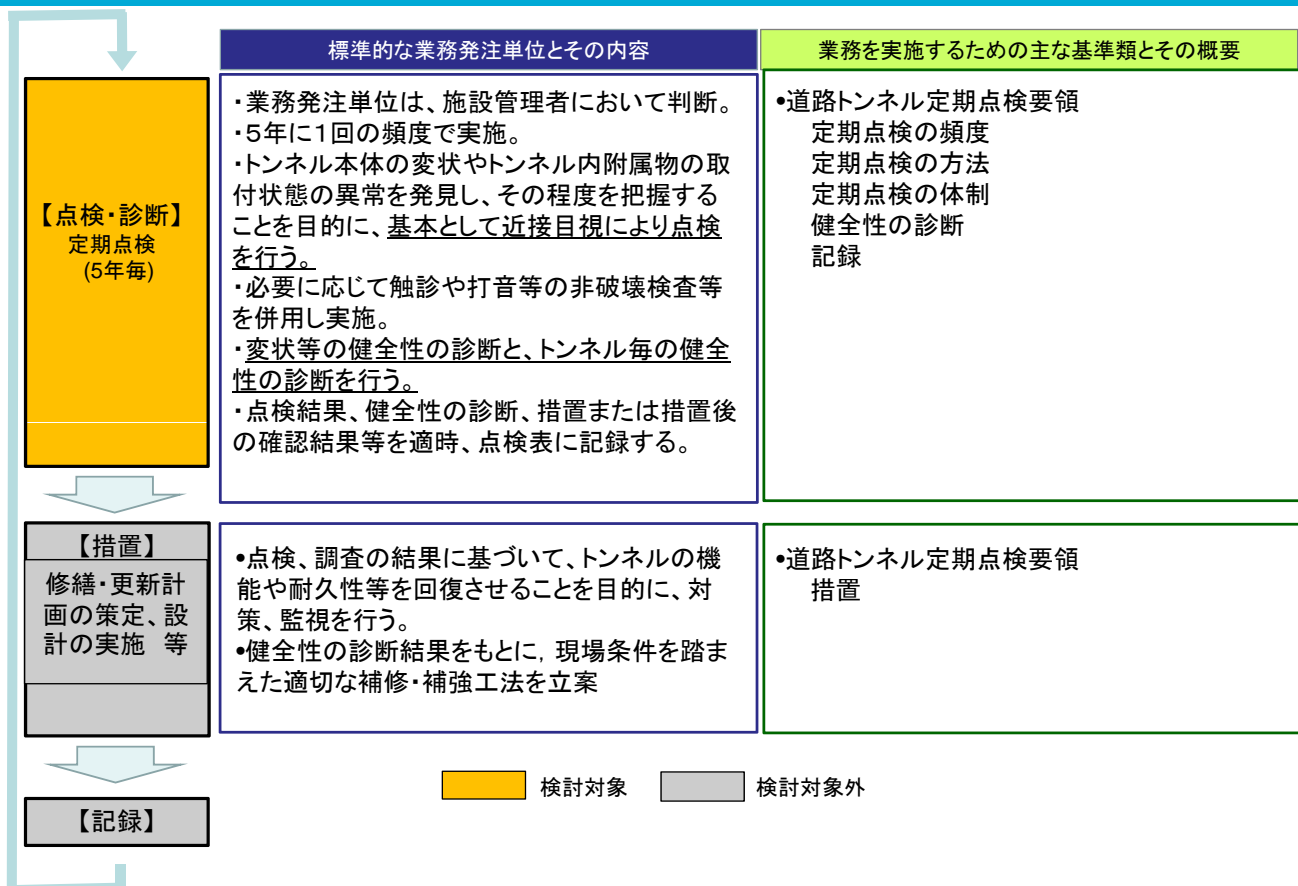 標準的な業務発注単位とその内容
業務を実施するための主な基準類とその概要
【点検・診断】
定期点検
(5年毎)
・業務発注単位は、施設管理者において判断。
・5年に1回の頻度で実施。
・トンネル本体の変状やトンネル内附属物の取
付状態の異常を発見し、その程度を把握する
ことを目的に、基本として近接目視により点検
を行う。
・必要に応じて触診や打音等の非破壊検査等
を併用し実施。
・変状等の健全性の診断と、トンネル毎の健全
性の診断を行う。
・点検結果、健全性の診断、措置または措置後
の確認結果等を適時、点検表に記録する。
•道路トンネル定期点検要領
定期点検の頻度
定期点検の方法
定期点検の体制
健全性の診断
記録
【措置】
修繕・更新計
画の策定、設
計の実施 等
•点検、調査の結果に基づいて、トンネルの機
能や耐久性等を回復させることを目的に、対
策、監視を行う。
•健全性の診断結果をもとに, 現場条件を踏ま
えた適切な補修・補強工法を立案
•道路トンネル定期点検要領
措置
【記録】
検討対象
検討対象外